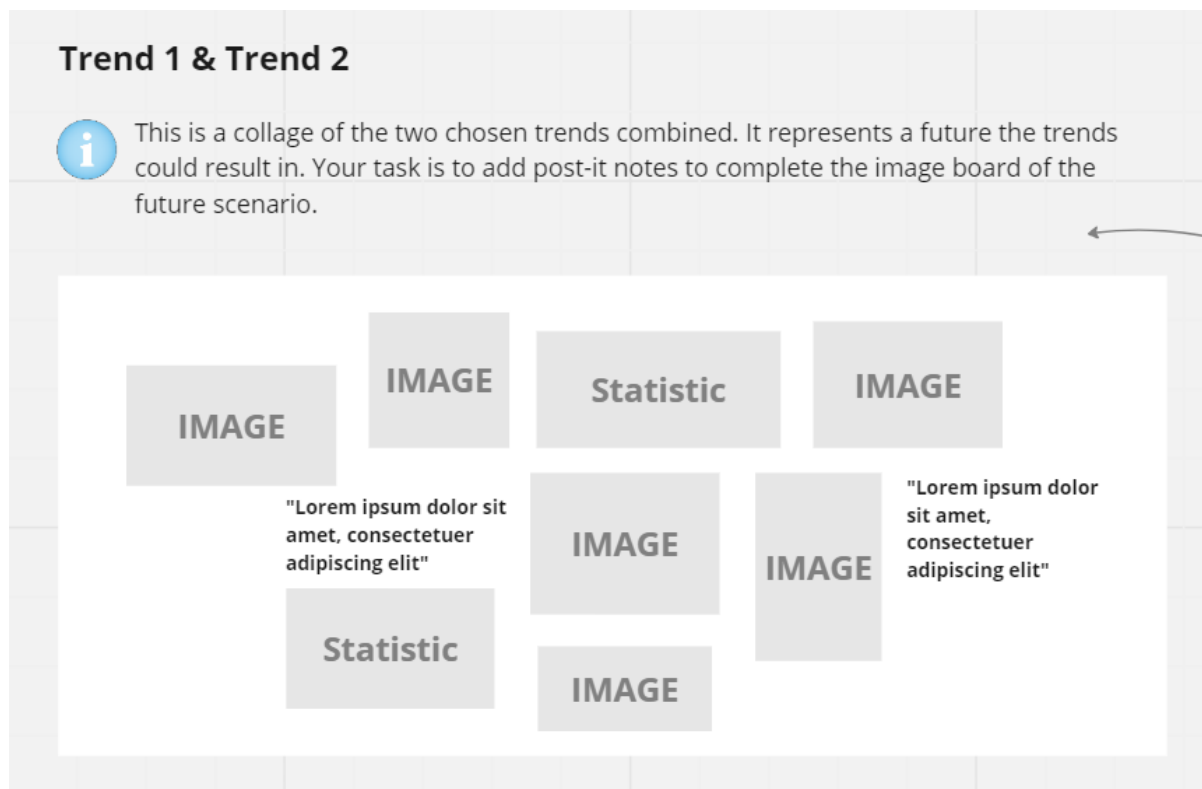 Trend 1 & Trend 2
This is a collage of the two chosen trends combined. It represents a future the trends
could result in. Your task is to add post-it notes to complete the image board of the
future scenario.
IMAGE
IMAGE
Statistic
IMAGE
"Lorem ipsum dolor sit
amet, consectetuer
adipiscing elit"
IMAGE
IMAGE
"Lorem ipsum dolor
sit amet,
consectetuer
adipiscing elit"
Statistic
IMAGE